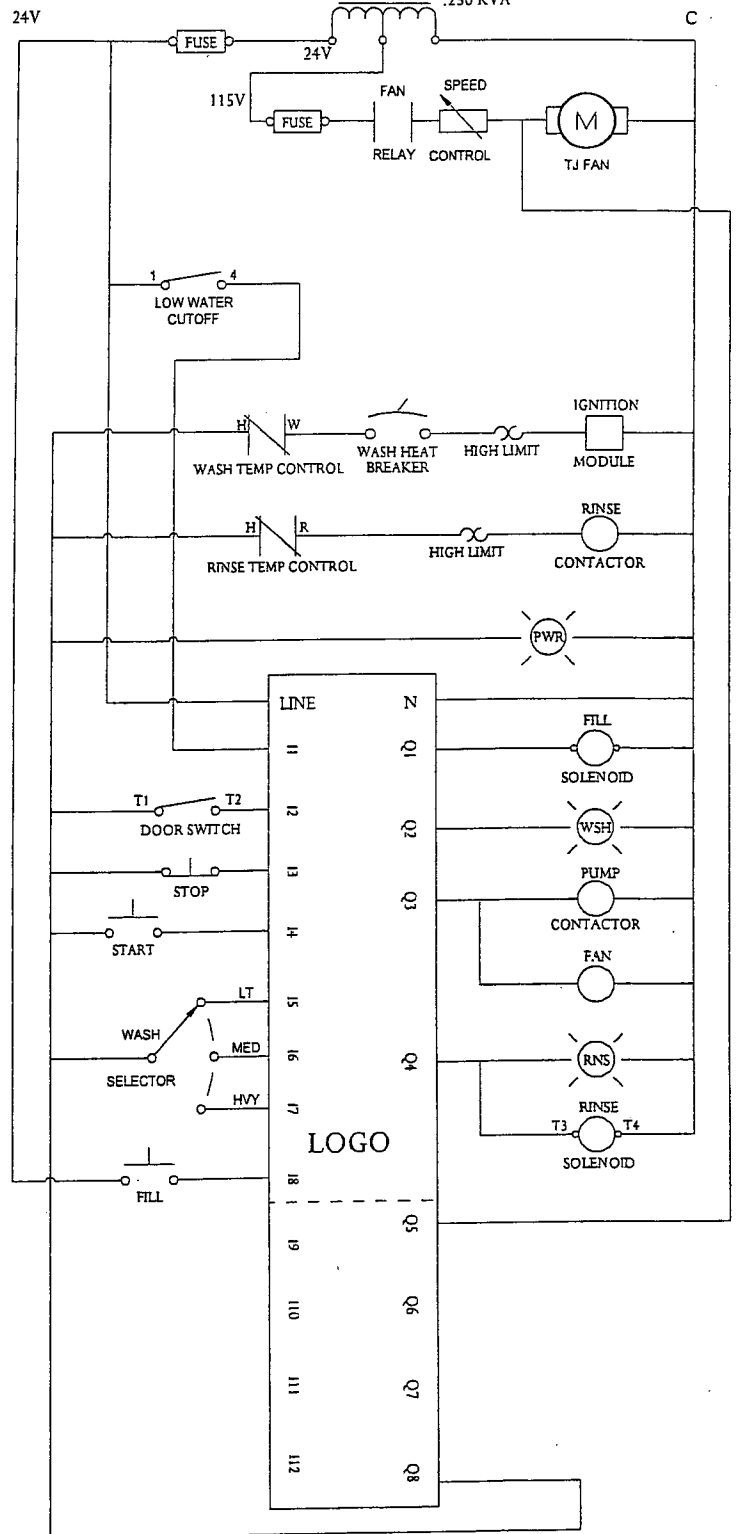 .250 KVA
24V
C
FUSE
24V
115V
FAN
SPEED
FUSE
M
RELAY
CONTROL
TJ FAN
1
4
LOW WATER
CUTOFF
IGNITION
H
W
WASH TEMP CONTROL
WASH HEAT
BREAKER
HIGH LIMIT
MODULE
RINSE
H
R
RINSE TEMP CONTROL
HIGH LIMIT
CONTACTOR
PWR
LINE
N
FILL
I1
Q1
SOLENOID
T1
T2
DOOR SWITCH
I2
Q2
WSH
STOP
I3
PUMP
Q3
CONTACTOR
START
I4
FAN
LT
I5
WASH
MED
I6
Q4
RNS
SELECTOR
HVY
I7
RINSE
T3
T4
LOGO
SOLENOID
FILL
I8
Q5
I9
I10
Q6
I11
Q7
I12
Q8